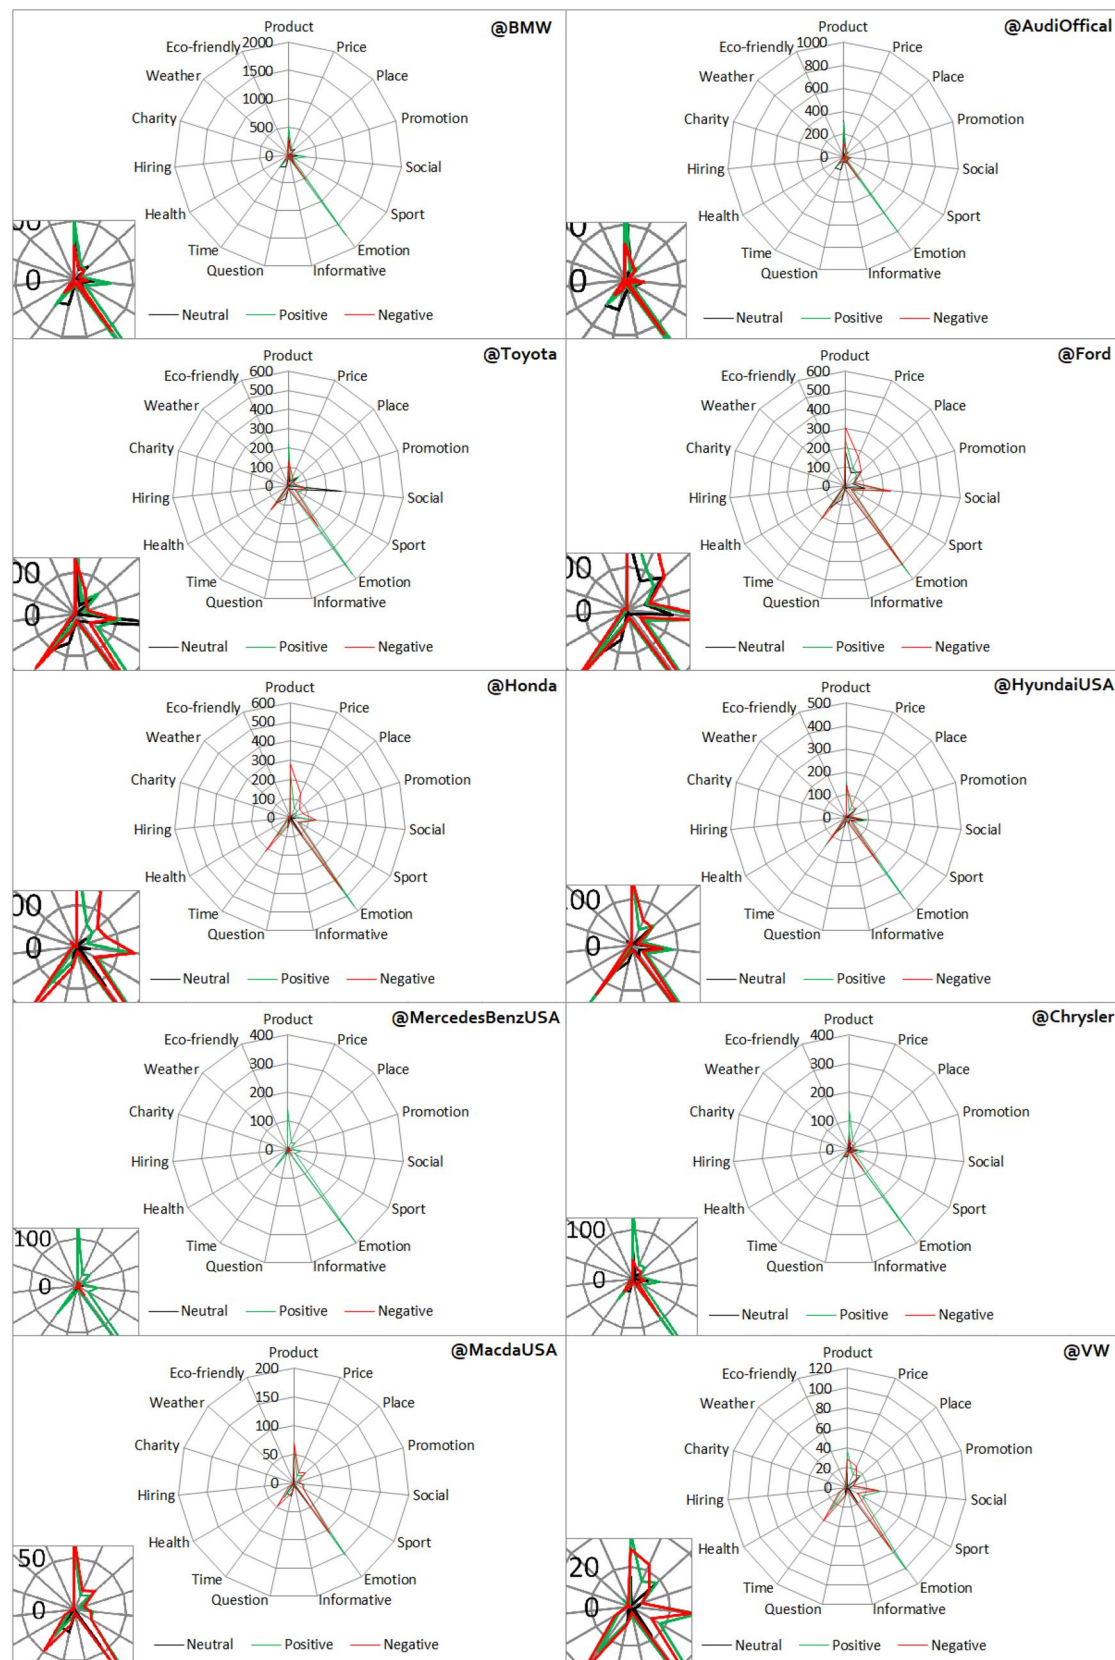 @BMW
Product
Price
Place
Promotion
Social
Sport
Emotion
Informative
Question
Time
Health
Hiring
Charity
Weather
Eco-friendly
2000
1500
1000
500
0
0
Neutral Positive Negative
@AudiOffical
Product
Price
Place
Promotion
Social
Sport
Emotion
Informative
Question
Time
Health
Hiring
Charity
Weather
Eco-friendly
1000
800
600
400
200
0
0
0
Neutral Positive Negative
@Toyota
Product
Price
Place
Promotion
Social
Sport
Emotion
Informative
Question
Time
Health
Hiring
Charity
Weather
Eco-friendly
600
500
400
300
200
100
0
00
0
Neutral Positive Negative
@Ford
Product
Price
Place
Promotion
Social
Sport
Emotion
Informative
Question
Time
Health
Hiring
Charity
Weather
Eco-friendly
600
500
400
300
200
100
0
00
0
Neutral Positive Negative
@Honda
Product
Price
Place
Promotion
Social
Sport
Emotion
Informative
Question
Time
Health
Hiring
Charity
Weather
Eco-friendly
600
500
400
300
200
100
0
00
0
Neutral Positive Negative
@HyundaiUSA
Product
Price
Place
Promotion
Social
Sport
Emotion
Informative
Question
Time
Health
Hiring
Charity
Weather
Eco-friendly
500
400
300
200
100
0
00
0
Neutral Positive Negative
@MercedesBenzUSA
Product
Price
Place
Promotion
Social
Sport
Emotion
Informative
Question
Time
Health
Hiring
Charity
Weather
Eco-friendly
400
300
200
100
0
100
0
Neutral Positive Negative
@Chrysler
Product
Price
Place
Promotion
Social
Sport
Emotion
Informative
Question
Time
Health
Hiring
Charity
Weather
Eco-friendly
400
300
200
100
0
100
0
Neutral Positive Negative
@MacdaUSA
Product
Price
Place
Promotion
Social
Sport
Emotion
Informative
Question
Time
Health
Hiring
Charity
Weather
Eco-friendly
200
150
100
50
0
50
0
Neutral Positive Negative
@VW
Product
Price
Place
Promotion
Social
Sport
Emotion
Informative
Question
Time
Health
Hiring
Charity
Weather
Eco-friendly
120
100
80
60
40
20
0
20
0
Neutral Positive Negative